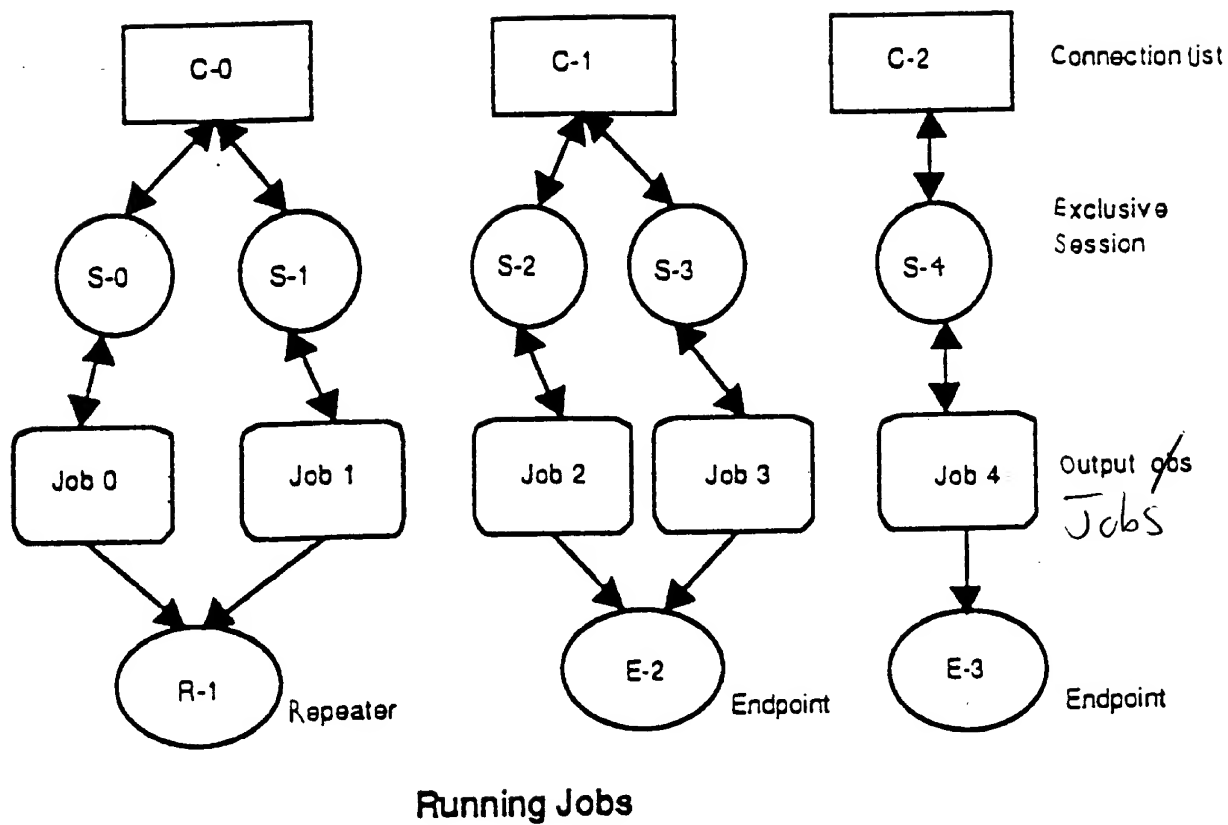 C-0
C-1
C-2
Connection list
S-0
S-1
S-2
S-3
S-4
Exclusive
Session
Job 0
Job 1
Job 2
Job 3
Job 4
Output obs
Jobs
R-1
Repeater
E-2
Endpoint
E-3
Endpoint
Running Jobs